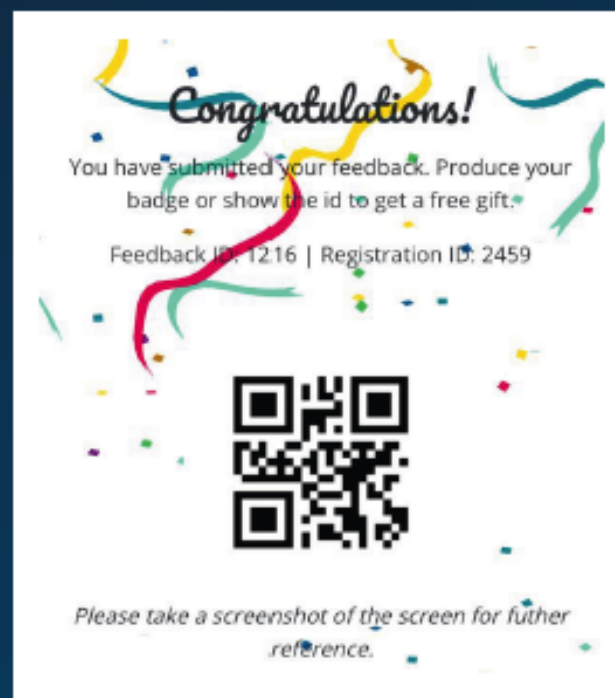 Congratulations!
You have submitted your feedback. Produce your
badge or show the id to get a free gift.
Feedback ID: 1216 | Registration ID: 2459
Please take a screenshot of the screen for futher
reference.